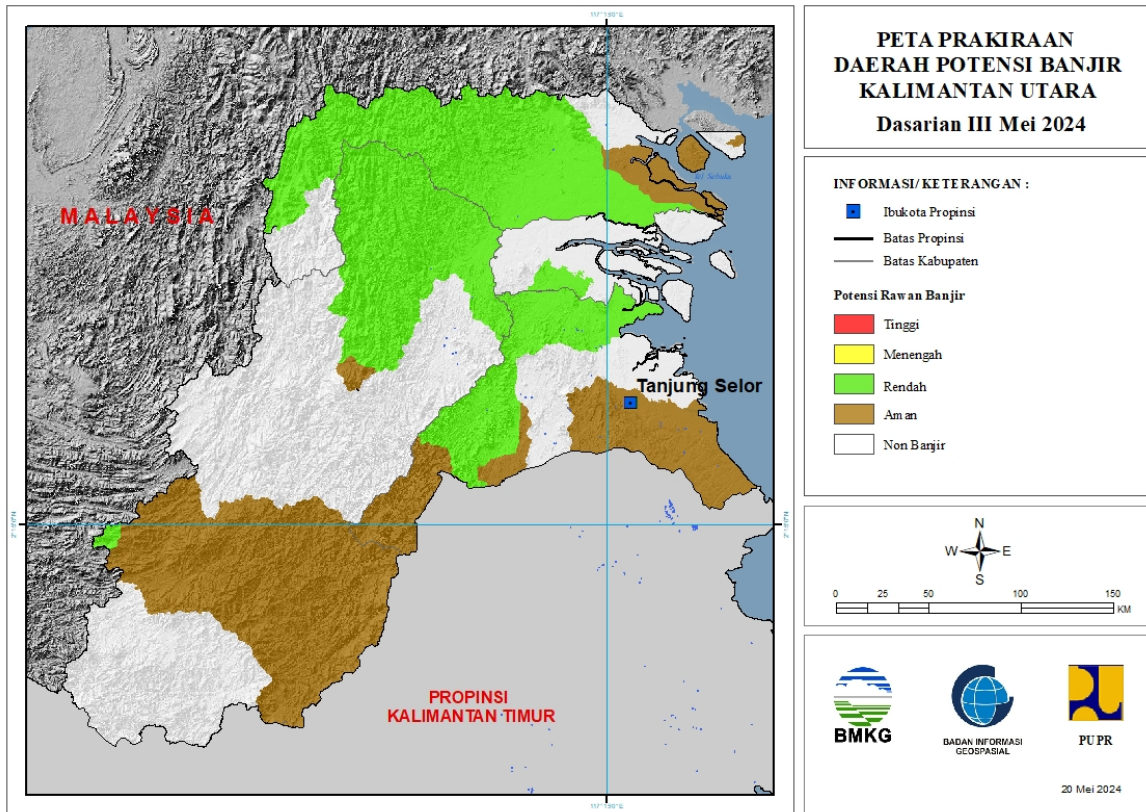 PETA PRAKIRAAN
DAERAH POTENSI BANJIR
KALIMANTAN UTARA
Dasarian III Mei 2024
INFORMASI/ KETERANGAN :
Ibukota Propinsi
Batas Propinsi
Batas Kabupaten
Potensi Rawan Banjir
Tinggi
Menengah
Rendah
Aman
Non Banjir
N
W E
S
0 25 50 100 150
KM
BMKG
BADAN INFORMASI
GEOSPASIAL
PUPR
20 Mei 2024
MALAYSIA
Tanjung Selor
PROPINSI
KALIMANTAN TIMUR